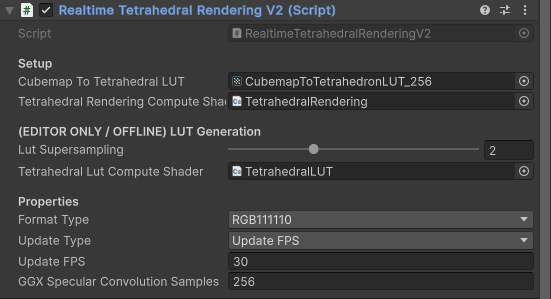 Realtime Tetrahedral Rendering V2 (Script)
Script RealtimeTetrahedralRenderingV2
Setup
Cubemap To Tetrahedral LUT CubemapToTetrahedronLUT_256
Tetrahedral Rendering Compute Sha TetrahedralRendering
(EDITOR ONLY / OFFLINE) LUT Generation
Lut Supersampling 2
Tetrahedral Lut Compute Shader TetrahedralLUT
Properties
Format Type RGB111110
Update Type Update FPS
Update FPS 30
GGX Specular Convolution Samples 256